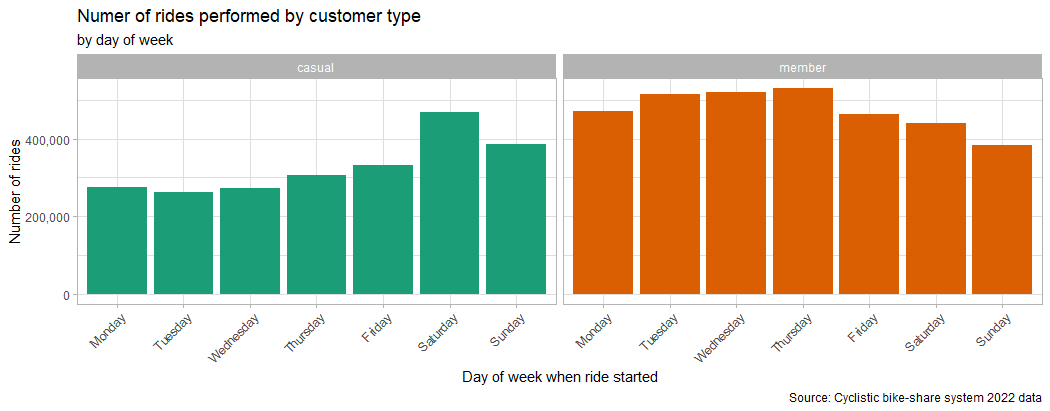 Numer of rides performed by customer type
by day of week
casual
member
Number of rides
400,000
200,000
0
Monday
Tuesday
Wednesday
Thursday
Friday
Saturday
Sunday
Monday
Tuesday
Wednesday
Thursday
Friday
Saturday
Sunday
Day of week when ride started
Source: Cyclistic bike-share system 2022 data